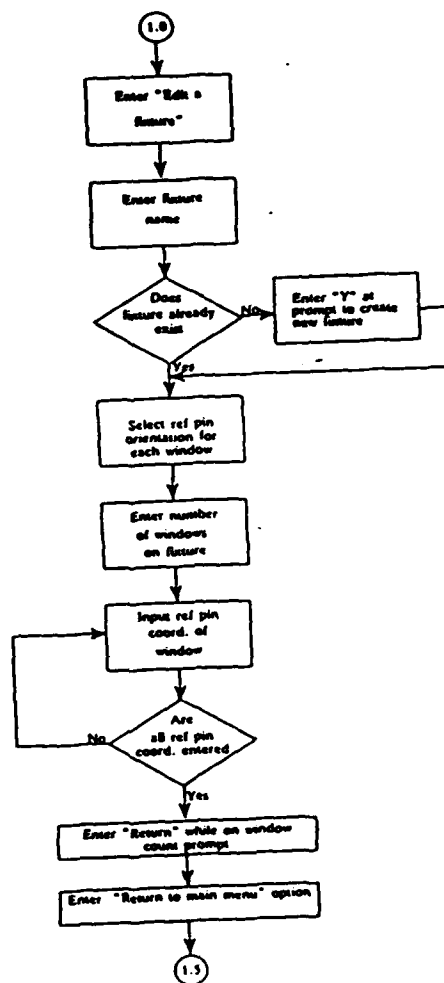 1.0
Enter "Edit a
fixture"
Enter fixture
name
Does
fixture already
exist
No
Enter "Y" at
prompt to create
new fixture
Yes
Select ref pin
orientation for
each window
Enter number
of windows
on fixture
Input ref pin
coord. of
window
Are
all ref pin
coord. entered
No
Yes
Enter "Return" while on window
count prompt
Enter "Return to main menu" option
1.5